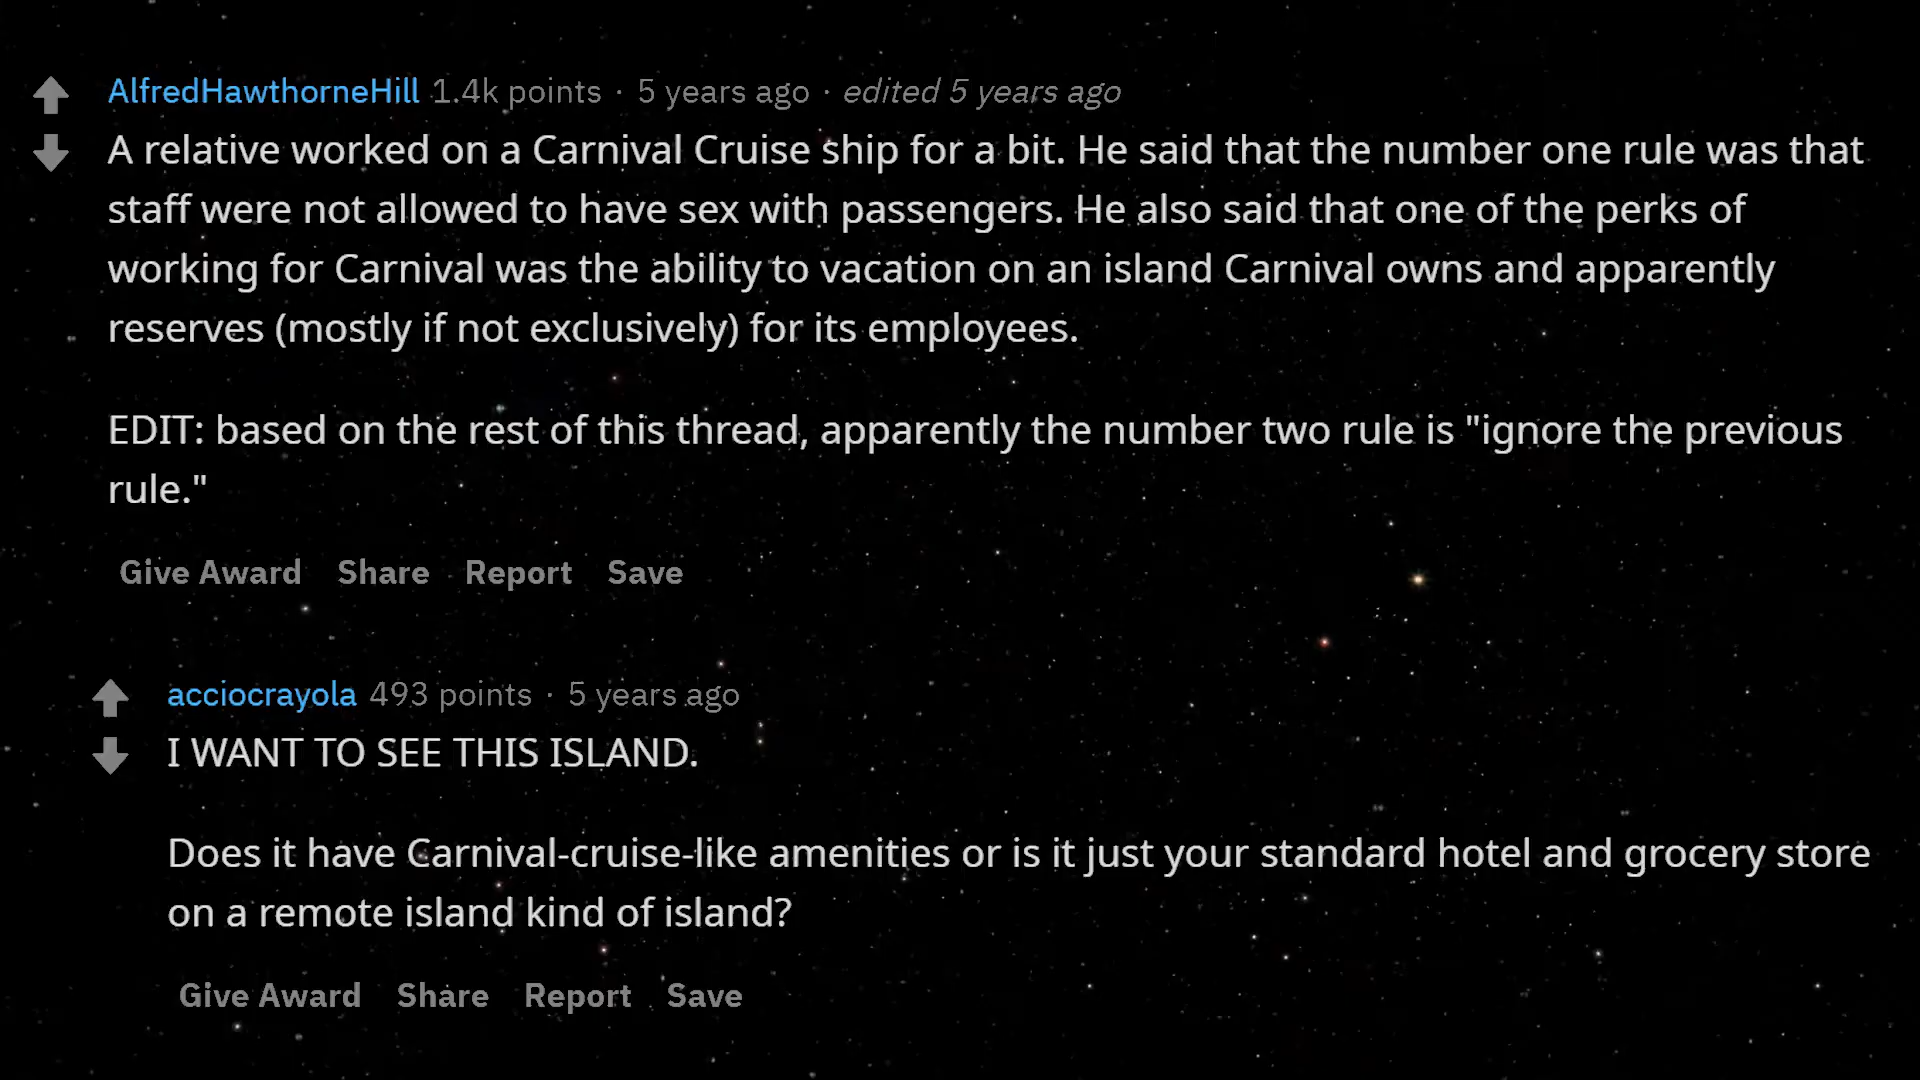 AlfredHawthorneHill 1.4k points · 5 years ago · edited 5 years ago
A relative worked on a Carnival Cruise ship for a bit. He said that the number one rule was that
staff were not allowed to have sex with passengers. He also said that one of the perks of
working for Carnival was the ability to vacation on an island Carnival owns and apparently
reserves (mostly if not exclusively) for its employees.
EDIT: based on the rest of this thread, apparently the number two rule is "ignore the previous
rule."
Give Award Share Report Save
acciocrayola 493 points · 5 years ago
I WANT TO SEE THIS ISLAND.
Does it have Carnival-cruise-like amenities or is it just your standard hotel and grocery store
on a remote island kind of island?
Give Award Share Report Save